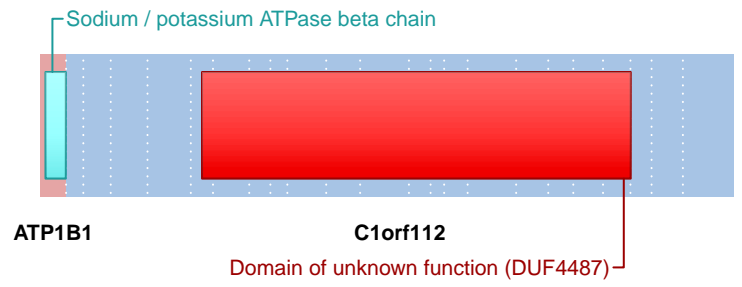 Sodium / potassium ATPase beta chain
ATP1B1
C1orf112
Domain of unknown function (DUF4487)